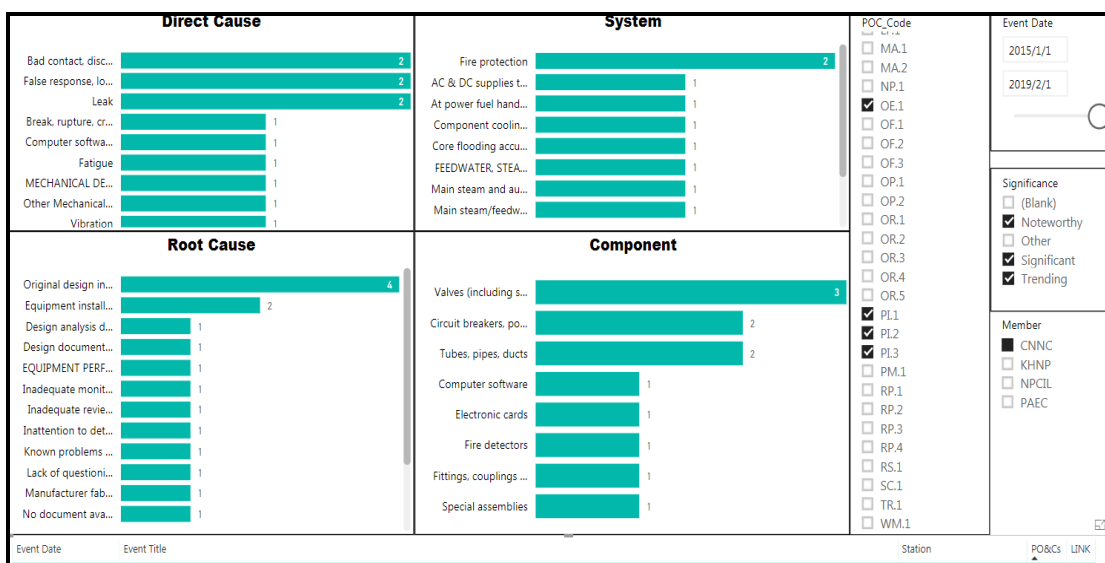 Direct Cause
Bad contact, disc... 2
False response, lo... 2
Leak 2
Break, rupture, cr... 1
Computer softwa... 1
Fatigue 1
MECHANICAL DE... 1
Other Mechanical... 1
Vibration 1
System
Fire protection 2
AC & DC supplies t... 1
At power fuel hand... 1
Component coolin... 1
Core flooding accu... 1
FEEDWATER, STEA... 1
Main steam and au... 1
Main steam/feedw... 1
Root Cause
Original design in... 4
Equipment install... 2
Design analysis d... 1
Design document... 1
EQUIPMENT PERF... 1
Inadequate monit... 1
Inadequate revie... 1
Inattention to det... 1
Known problems ... 1
Lack of questioni... 1
Manufacturer fab... 1
No document ava... 1
Component
Valves (including s... 3
Circuit breakers, po... 2
Tubes, pipes, ducts 2
Computer software 1
Electronic cards 1
Fire detectors 1
Fittings, couplings ... 1
Special assemblies 1
POC_Code
MA.1
MA.2
NP.1
OE.1
OF.1
OF.2
OF.3
OP.1
OP.2
OR.1
OR.2
OR.3
OR.4
OR.5
PI.1
PI.2
PI.3
PM.1
RP.1
RP.2
RP.3
RP.4
RS.1
SC.1
TR.1
WM.1
Event Date
2015/1/1
2019/2/1
Significance
(Blank)
Noteworthy
Other
Significant
Trending
Member
CNNC
KHNP
NPCIL
PAEC
Event Date Event Title Station PO&Cs LINK